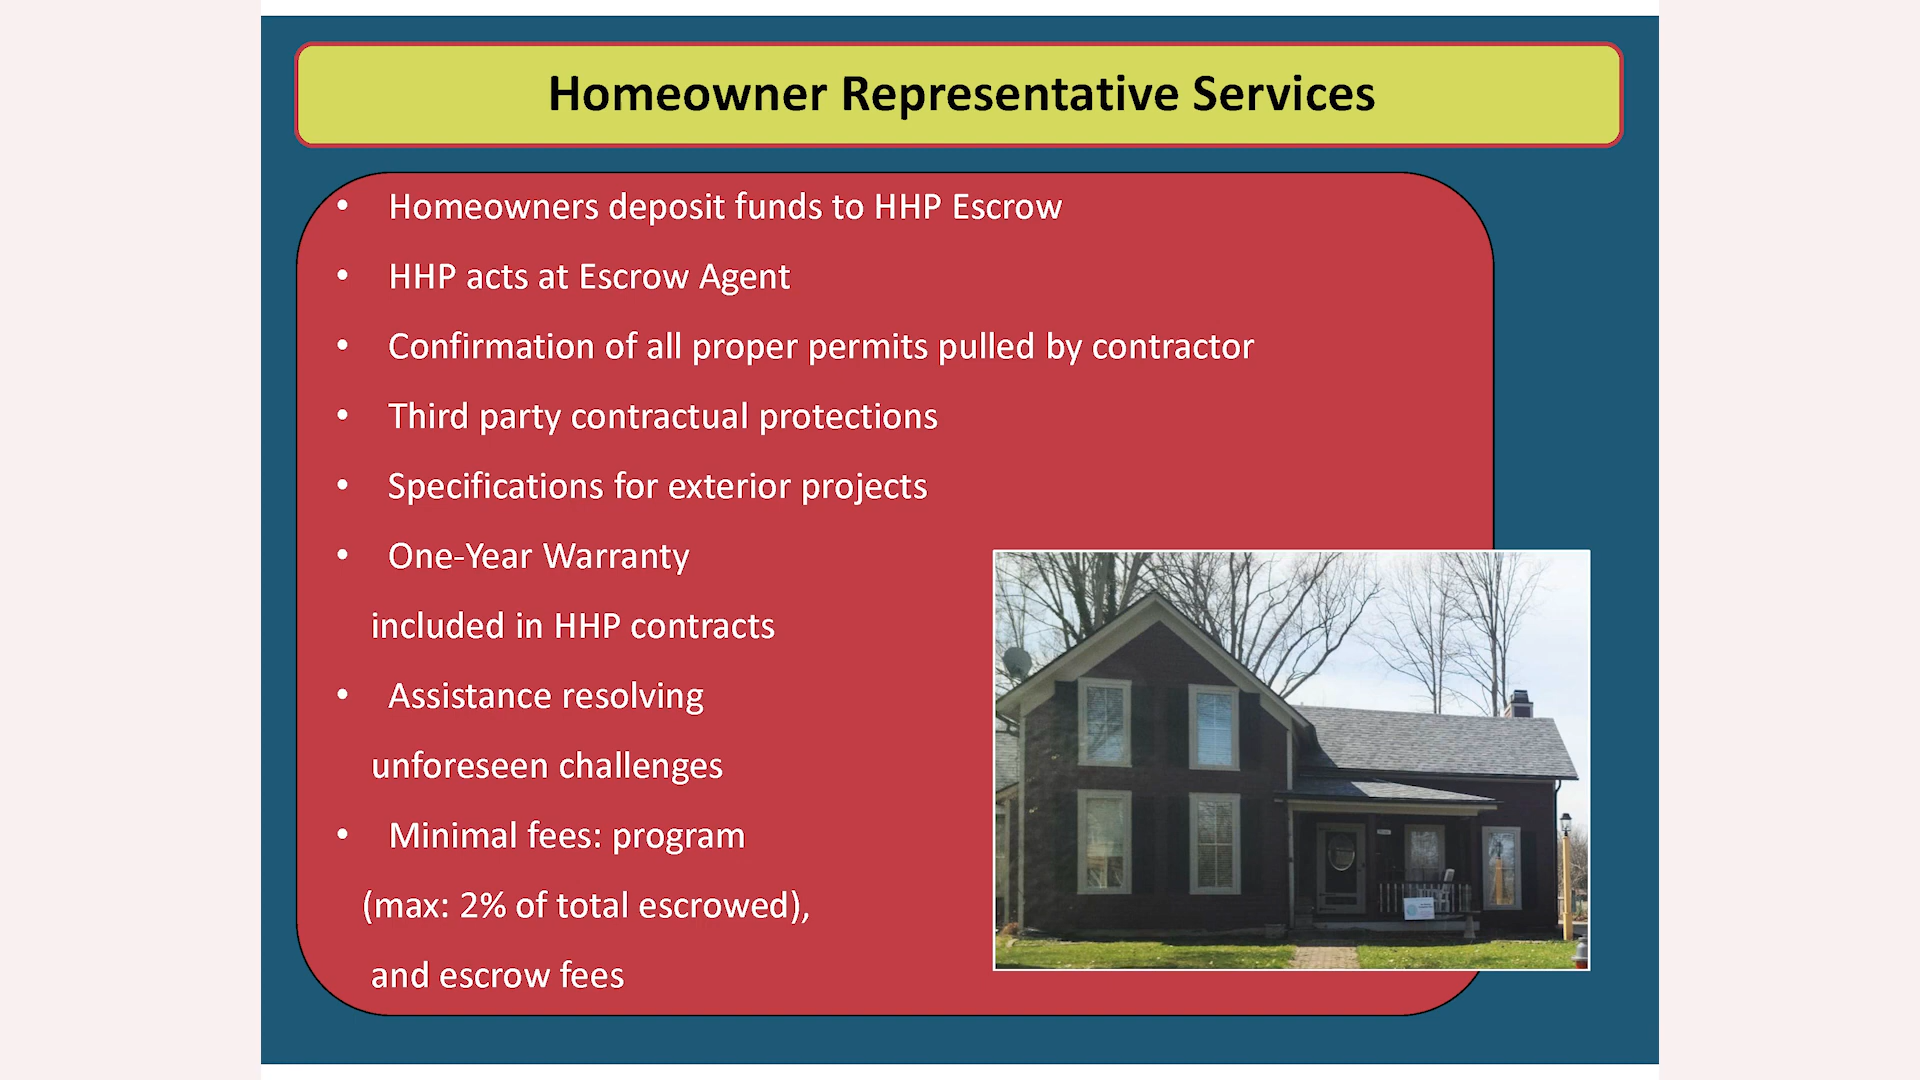 Homeowner Representative Services
• Homeowners deposit funds to HHP Escrow
• HHP acts at Escrow Agent
• Confirmation of all proper permits pulled by contractor
• Third party contractual protections
• Specifications for exterior projects
• One-Year Warranty
included in HHP contracts
• Assistance resolving
unforeseen challenges
• Minimal fees: program
(max: 2% of total escrowed),
and escrow fees